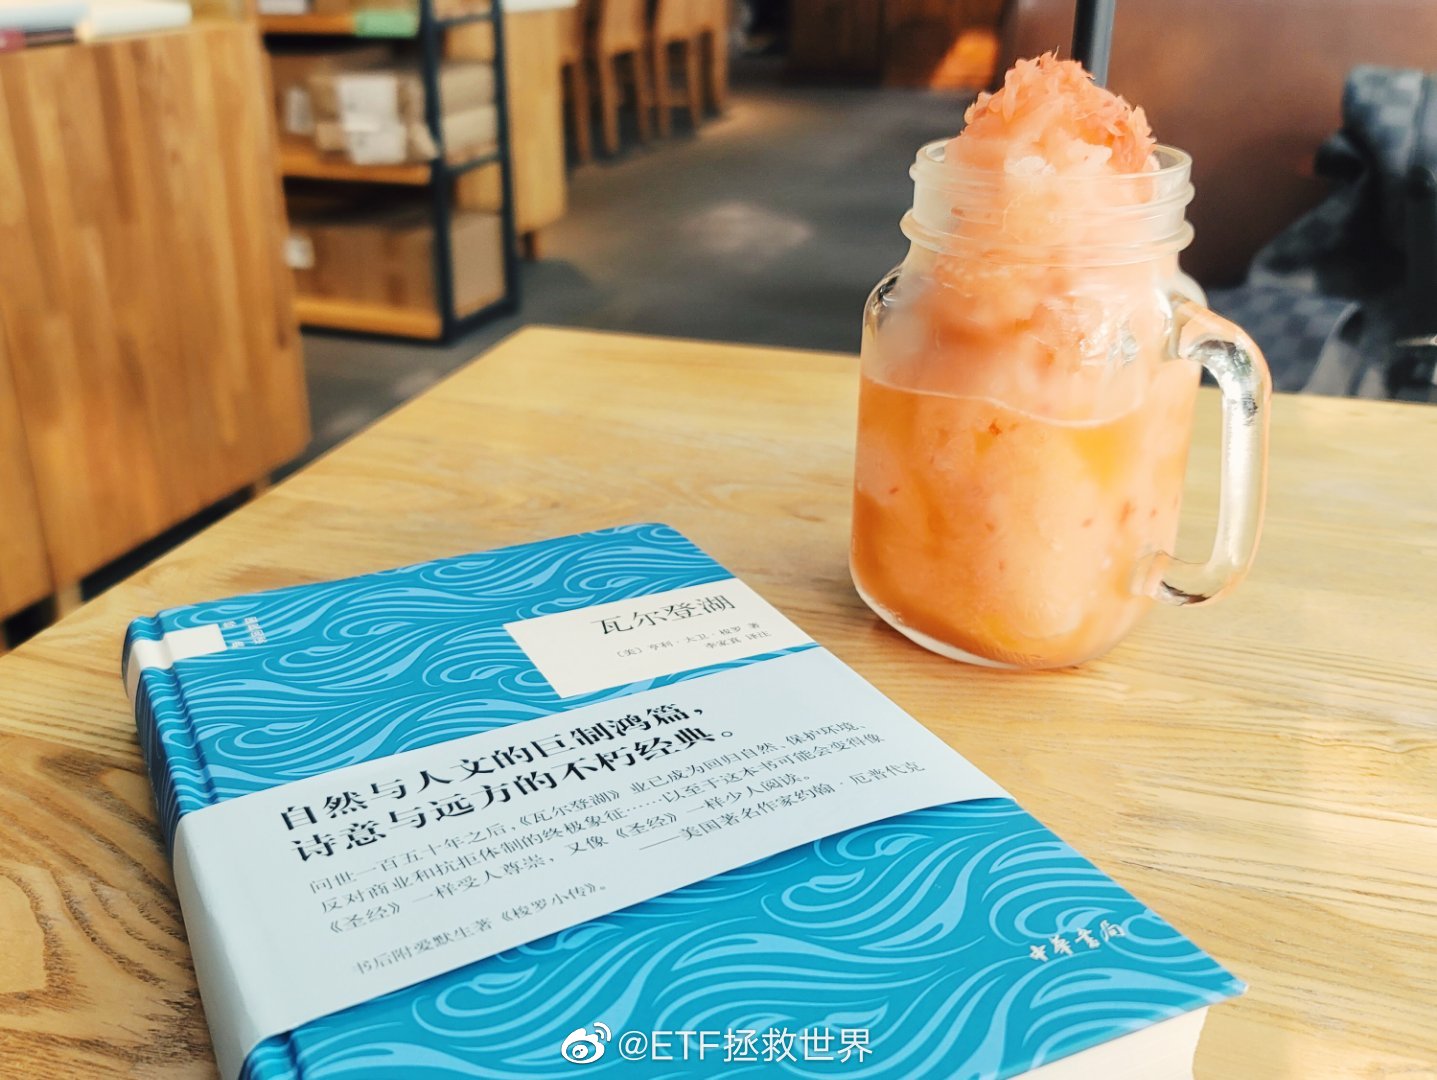 瓦尔登湖
〔美〕亨利·大卫·梭罗 著
李家真 译注
自然与人文的巨制鸿篇，
诗意与远方的不朽经典。
问世一百五十年之后，《瓦尔登湖》业已成为回归自然、保护环境、
反对商业和抗拒体制的终极象征……以至于这本书可能会变得像
《圣经》一样受人尊崇，又像《圣经》一样少人阅读。
——美国著名作家约翰·厄普代克
书后附爱默生著《梭罗小传》。
中华书局
@ETF拯救世界